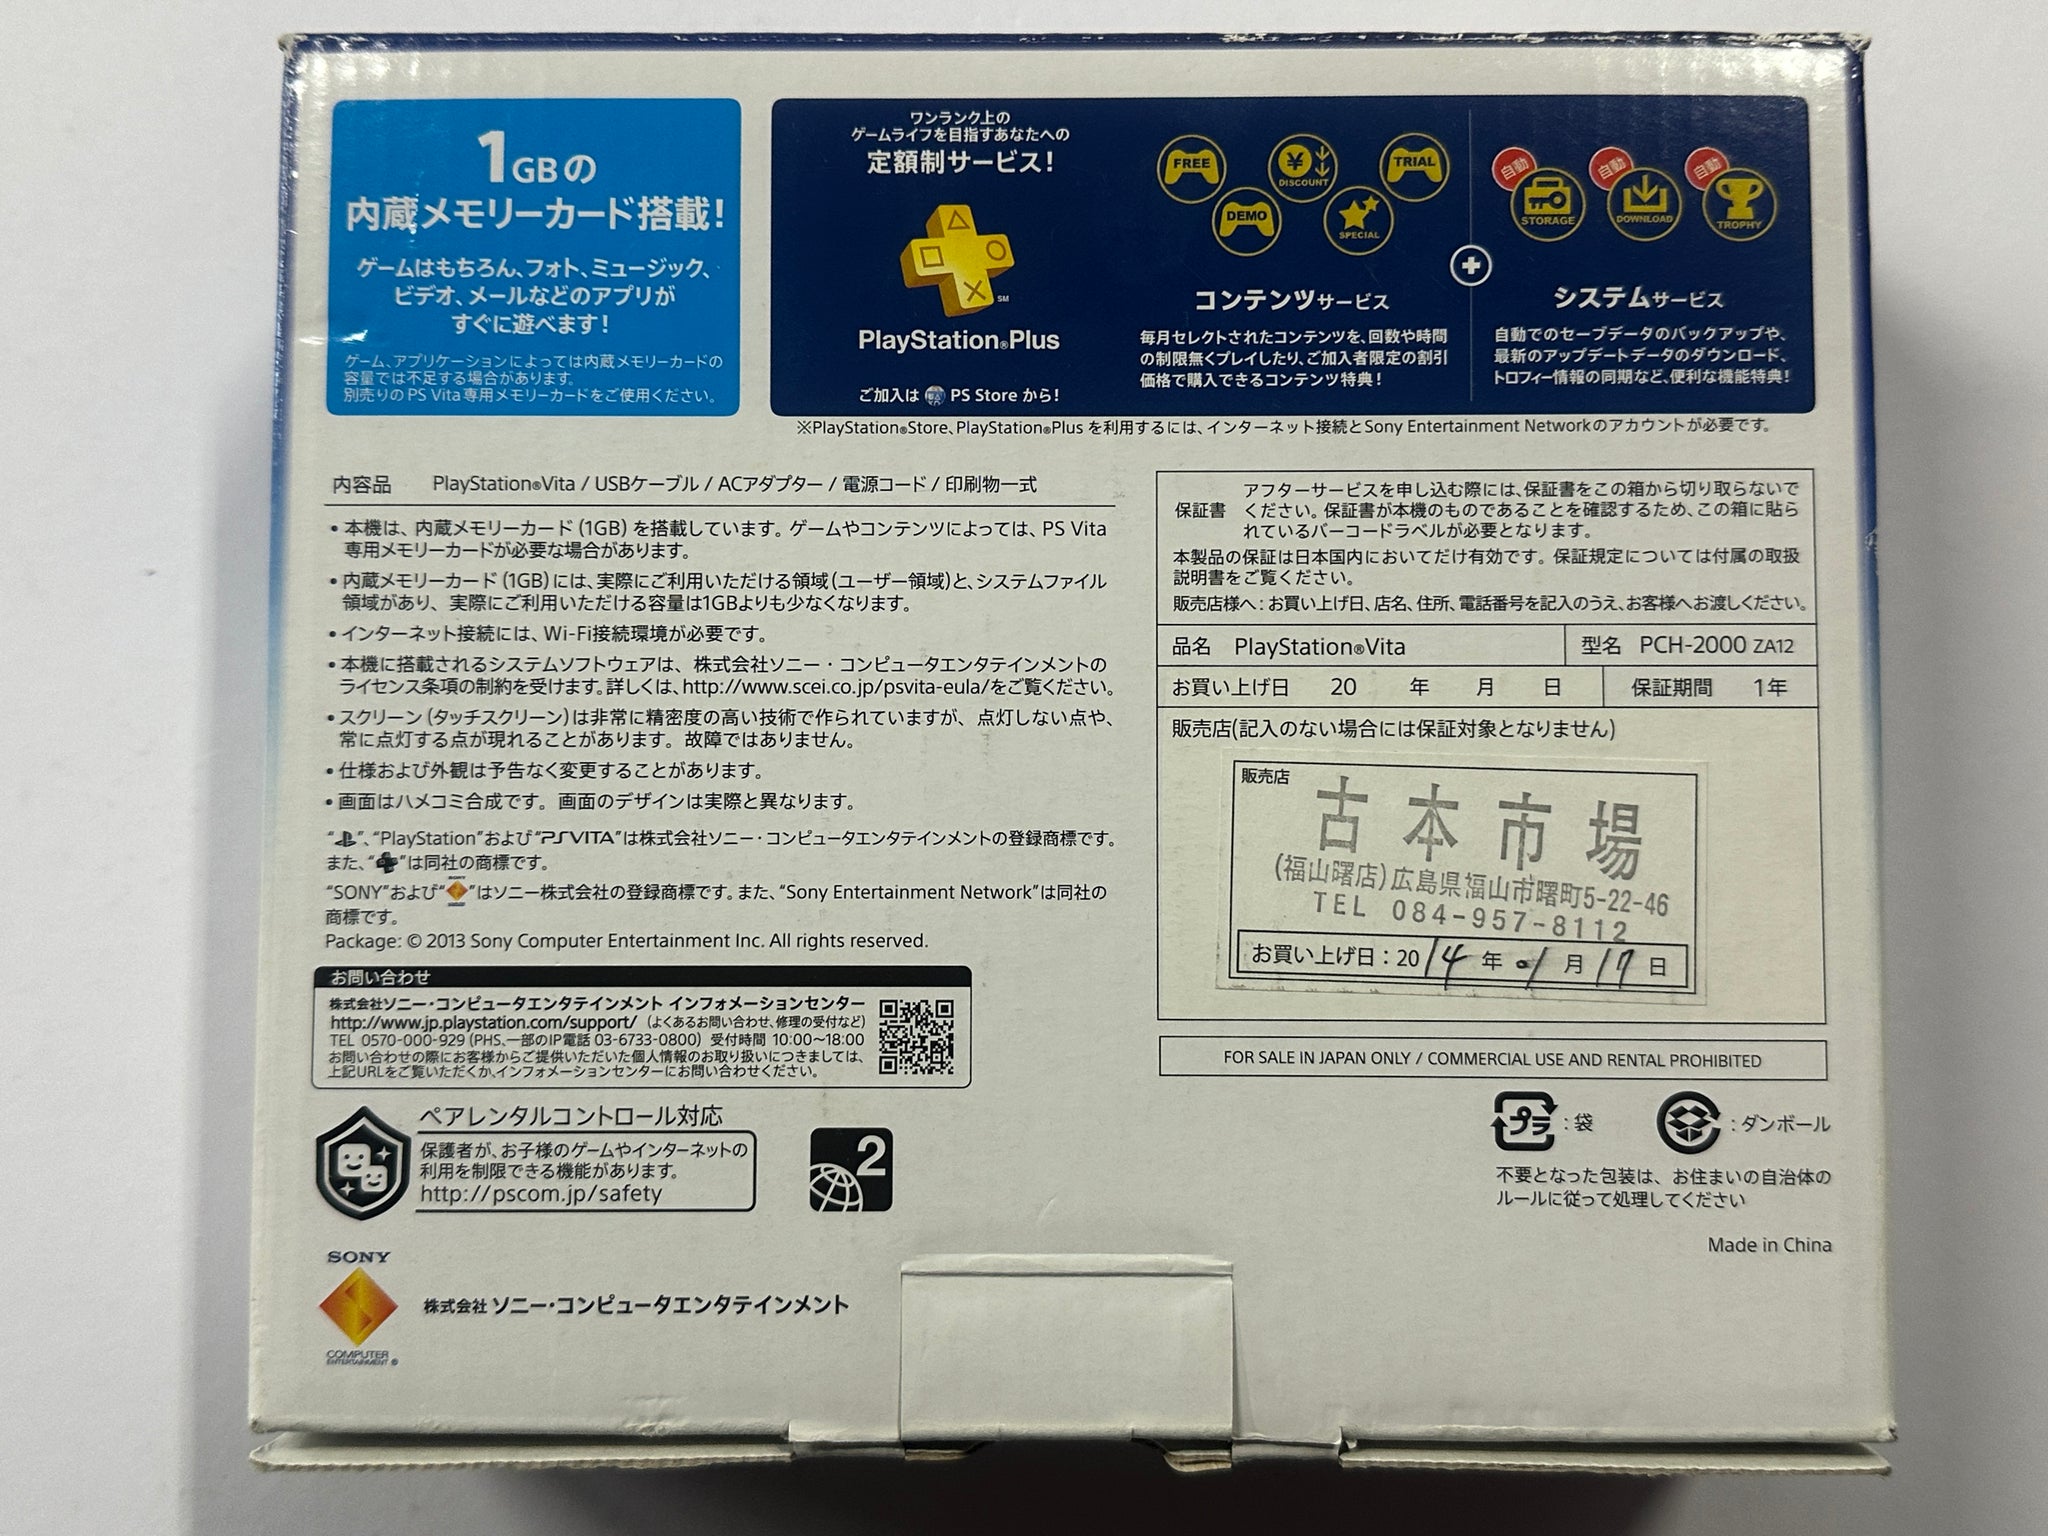 1GBの
内蔵メモリーカード搭載!
ゲームはもちろん、フォト、ミュージック、
ビデオ、メールなどのアプリが
すぐに遊べます!
ゲーム、アプリケーションによっては内蔵メモリーカードの
容量では不足する場合があります。
別売りのPS Vita専用メモリーカードをご使用ください。
ワンランク上の
ゲームライフを目指すあなたへの
定額制サービス!
SM
PlayStation®Plus
ご加入は PS Store から!
FREE
DISCOUNT
TRIAL
DEMO
SPECIAL
コンテンツサービス
毎月セレクトされたコンテンツを、回数や時間
の制限無くプレイしたり、ご加入者限定の割引
価格で購入できるコンテンツ特典!
自動
STORAGE
自動
DOWNLOAD
自動
TROPHY
システムサービス
自動でのセーブデータのバックアップや、
最新のアップデートデータのダウンロード、
トロフィー情報の同期など、便利な機能特典!
※PlayStation®Store、PlayStation®Plus を利用するには、インターネット接続とSony Entertainment Networkのアカウントが必要です。
内容品 PlayStation®Vita / USBケーブル / ACアダプター / 電源コード / 印刷物一式
• 本機は、内蔵メモリーカード(1GB)を搭載しています。ゲームやコンテンツによっては、PS Vita
専用メモリーカードが必要な場合があります。
• 内蔵メモリーカード(1GB)には、実際にご利用いただける領域(ユーザー領域)と、システムファイル
領域があり、実際にご利用いただける容量は1GBよりも少なくなります。
• インターネット接続には、Wi-Fi接続環境が必要です。
• 本機に搭載されるシステムソフトウェアは、株式会社ソニー・コンピュータエンタテインメントの
ライセンス条項の制約を受けます。詳しくは、http://www.scei.co.jp/psvita-eula/をご覧ください。
• スクリーン(タッチスクリーン)は非常に精密度の高い技術で作られていますが、点灯しない点や、
常に点灯する点が現れることがあります。故障ではありません。
• 仕様および外観は予告なく変更することがあります。
• 画面はハメコミ合成です。画面のデザインは実際と異なります。
“ ”、“PlayStation”および“PSVITA”は株式会社ソニー・コンピュータエンタテインメントの登録商標です。
また、“ ”は同社の商標です。
“SONY”および“ ”はソニー株式会社の登録商標です。また、“Sony Entertainment Network”は同社の
商標です。
Package: © 2013 Sony Computer Entertainment Inc. All rights reserved.
お問い合わせ
株式会社ソニー・コンピュータエンタテインメント インフォメーションセンター
http://www.jp.playstation.com/support/ (よくあるお問い合わせ、修理の受付など)
TEL 0570-000-929 (PHS、一部のIP電話 03-6733-0800) 受付時間 10:00~18:00
お問い合わせの際にお客様からご提供いただいた個人情報のお取り扱いにつきましては、
上記URLをご覧いただくか、インフォメーションセンターにお問い合わせください。
ペアレンタルコントロール対応
保護者が、お子様のゲームやインターネットの
利用を制限できる機能があります。
http://pscom.jp/safety
2
SONY
COMPUTER
ENTERTAINMENT ®
株式会社 ソニー・コンピュータエンタテインメント
保証書 アフターサービスを申し込む際には、保証書をこの箱から切り取らないで
ください。保証書が本機のものであることを確認するため、この箱に貼ら
れているバーコードラベルが必要となります。
本製品の保証は日本国内においてだけ有効です。保証規定については付属の取扱
説明書をご覧ください。
販売店様へ:お買い上げ日、店名、住所、電話番号を記入のうえ、お客様へお渡しください。
品名 PlayStation®Vita 型名 PCH-2000 ZA12
お買い上げ日 20 年 月 日 保証期間 1年
販売店(記入のない場合には保証対象となりません)
販売店
古本市場
(福山曙店)広島県福山市曙町5-22-46
TEL 084-957-8112
お買い上げ日:2014年 1月17日
FOR SALE IN JAPAN ONLY / COMMERCIAL USE AND RENTAL PROHIBITED
プラ :袋 :ダンボール
不要となった包装は、お住まいの自治体の
ルールに従って処理してください
Made in China